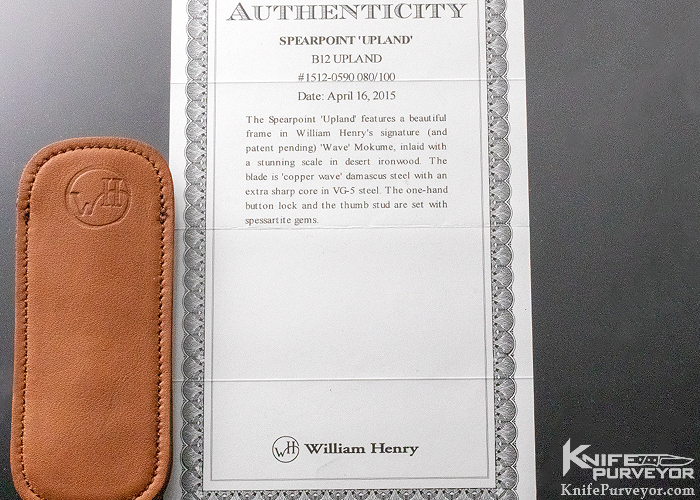 AUTHENTICITY
SPEARPOINT 'UPLAND'
B12 UPLAND
#1512-0590 080/100
Date: April 16, 2015
The Spearpoint 'Upland' features a beautiful
frame in William Henry's signature (and
patent pending) 'Wave' Mokume, inlaid with
a stunning scale in desert ironwood. The
blade is 'copper wave' damascus steel with an
extra sharp core in VG-5 steel. The one-hand
button lock and the thumb stud are set with
spessartite gems.
WH
WH William Henry
KNIFE
PURVEYOR
KnifePurveyor.com